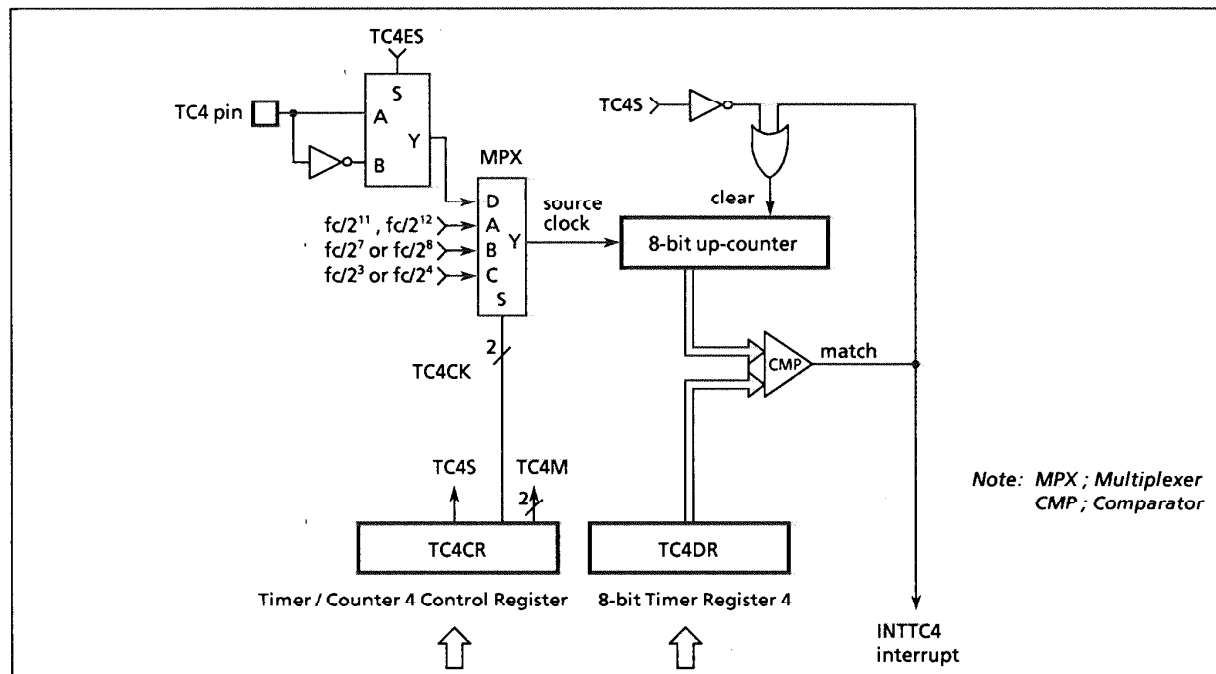 TC4ES
S
TC4 pin
A
Y
B
TC4S
MPX
clear
D
source
clock
fc/2¹¹ , fc/2¹²
A
Y
8-bit up-counter
fc/2⁷ or fc/2⁸
B
fc/2³ or fc/2⁴
C
S
2
TC4CK
CMP
match
TC4S
TC4M
2
Note: MPX ; Multiplexer
CMP ; Comparator
TC4CR
TC4DR
Timer / Counter 4 Control Register
8-bit Timer Register 4
INTTC4
interrupt